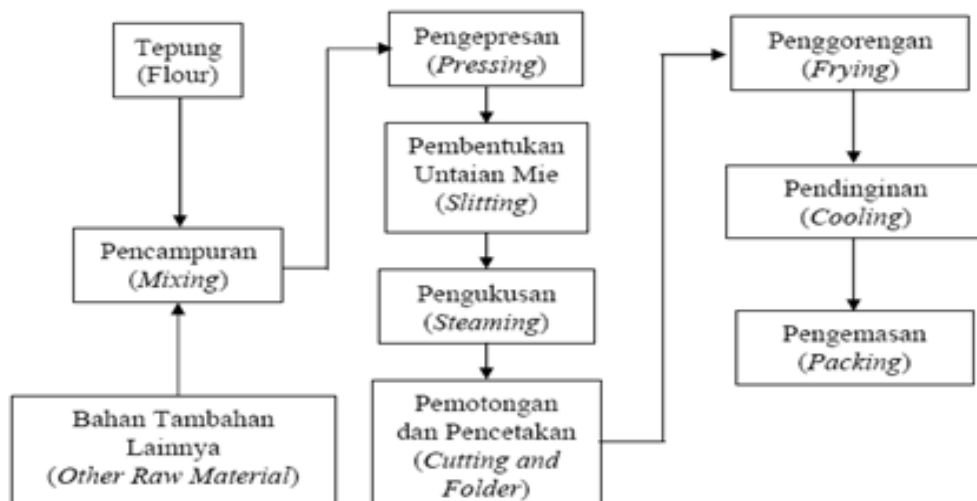 Tepung
(Flour)
Pencampuran
(Mixing)
Bahan Tambahan
Lainnya
(Other Raw Material)
Pengepresan
(Pressing)
Pembentukan
Untaian Mie
(Slitting)
Pengukusan
(Steaming)
Pemotongan
dan Pencetakan
(Cutting and
Folder)
Penggorengan
(Frying)
Pendinginan
(Cooling)
Pengemasan
(Packing)